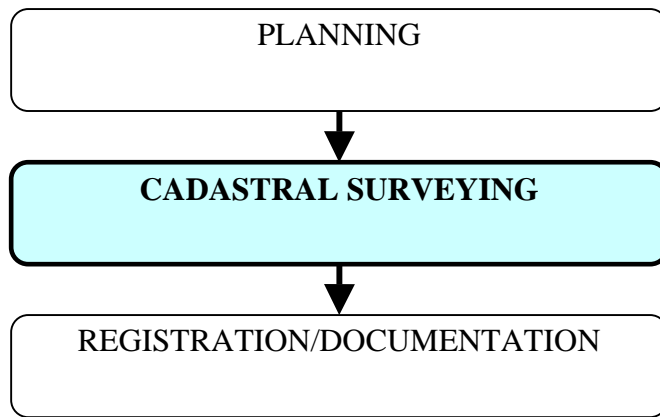 PLANNING
CADASTRAL SURVEYING
REGISTRATION/DOCUMENTATION